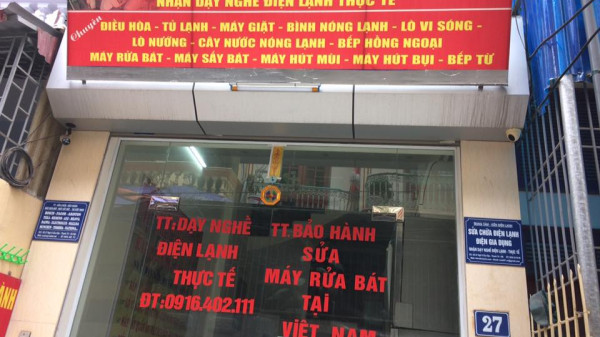 NHẬN DẠY NGHỀ ĐIỆN LẠNH THỰC TẾ
Chuyên
ĐIỀU HÒA - TỦ LẠNH - MÁY GIẶT - BÌNH NÓNG LẠNH - LÒ VI SÓNG -
LÒ NƯỚNG - CÂY NƯỚC NÓNG LẠNH - BẾP HỒNG NGOẠI
MÁY RỬA BÁT - MÁY SẤY BÁT - MÁY HÚT MÙI - MÁY HÚT BỤI - BẾP TỪ
TT:DẠY NGHỀ
ĐIỆN LẠNH
THỰC TẾ
ĐT:0916.402.111
TT BẢO HÀNH
SỬA
MÁY RỬA BÁT
TẠI
VIỆT NAM
SỬA CHỮA ĐIỆN LẠNH
ĐIỆN GIA DỤNG
27
HÀNH